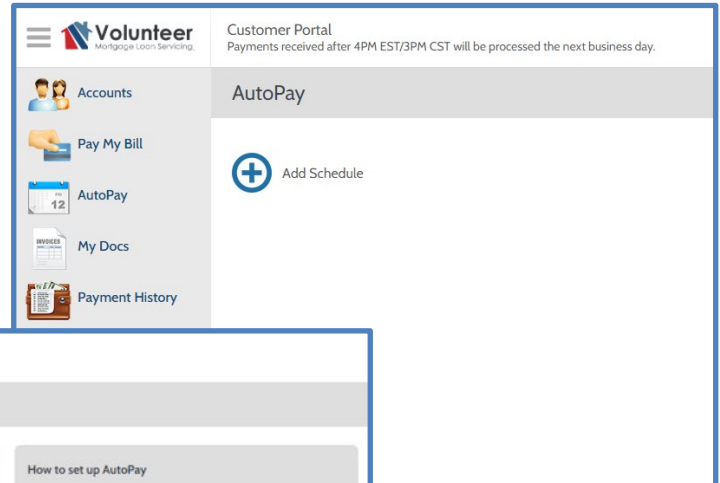 Volunteer
Mortgage Loan Servicing
Customer Portal
Payments received after 4PM EST/3PM CST will be processed the next business day.
Accounts
AutoPay
Pay My Bill
Add Schedule
AutoPay
12
INVOICES
My Docs
Payment History
How to set up AutoPay